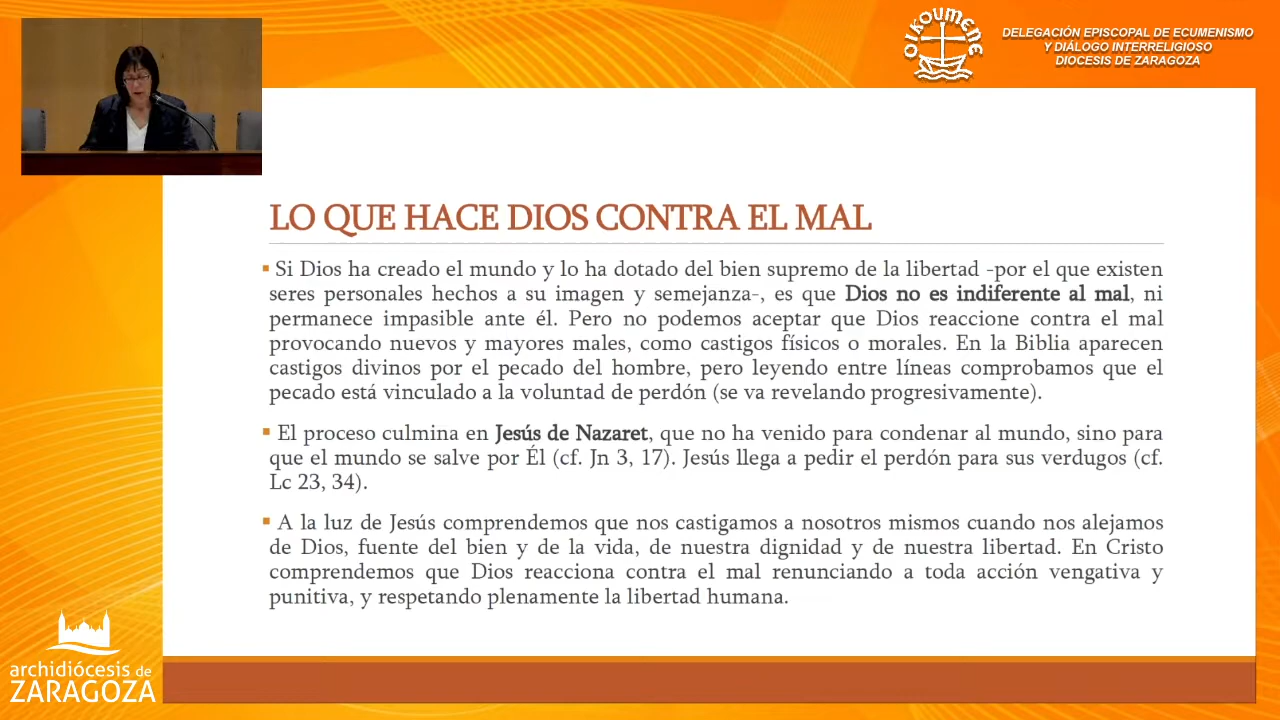 OIKOUMENE
DELEGACIÓN EPISCOPAL DE ECUMENISMO
Y DIÁLOGO INTERRELIGIOSO
DIOCESIS DE ZARAGOZA
LO QUE HACE DIOS CONTRA EL MAL
▪ Si Dios ha creado el mundo y lo ha dotado del bien supremo de la libertad -por el que existen
seres personales hechos a su imagen y semejanza-, es que Dios no es indiferente al mal, ni
permanece impasible ante él. Pero no podemos aceptar que Dios reaccione contra el mal
provocando nuevos y mayores males, como castigos físicos o morales. En la Biblia aparecen
castigos divinos por el pecado del hombre, pero leyendo entre líneas comprobamos que el
pecado está vinculado a la voluntad de perdón (se va revelando progresivamente).
▪ El proceso culmina en Jesús de Nazaret, que no ha venido para condenar al mundo, sino para
que el mundo se salve por Él (cf. Jn 3, 17). Jesús llega a pedir el perdón para sus verdugos (cf.
Lc 23, 34).
▪ A la luz de Jesús comprendemos que nos castigamos a nosotros mismos cuando nos alejamos
de Dios, fuente del bien y de la vida, de nuestra dignidad y de nuestra libertad. En Cristo
comprendemos que Dios reacciona contra el mal renunciando a toda acción vengativa y
punitiva, y respetando plenamente la libertad humana.
archidiócesis de
ZARAGOZA